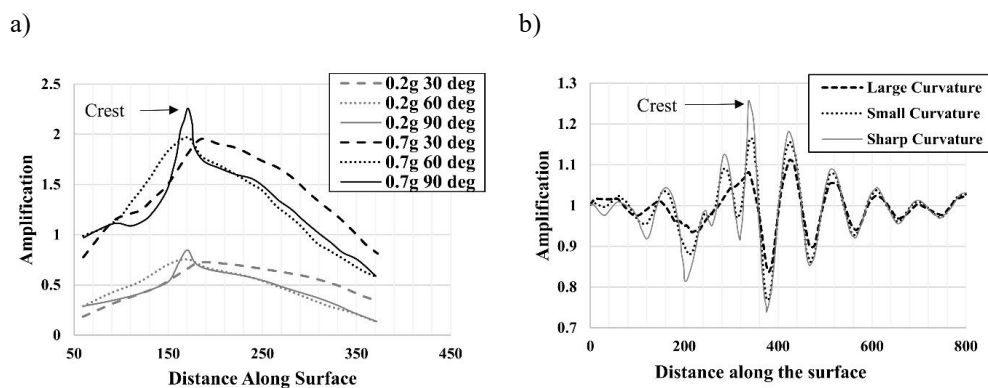 a)
b)
2.5
2
1.5
1
0.5
0
50
150
250
350
450
Amplification
Distance Along Surface
Crest
0.2g 30 deg
0.2g 60 deg
0.2g 90 deg
0.7g 30 deg
0.7g 60 deg
0.7g 90 deg
1.3
1.2
1.1
1
0.9
0.8
0.7
0
200
400
600
800
Amplification
Distance along the surface
Crest
Large Curvature
Small Curvature
Sharp Curvature